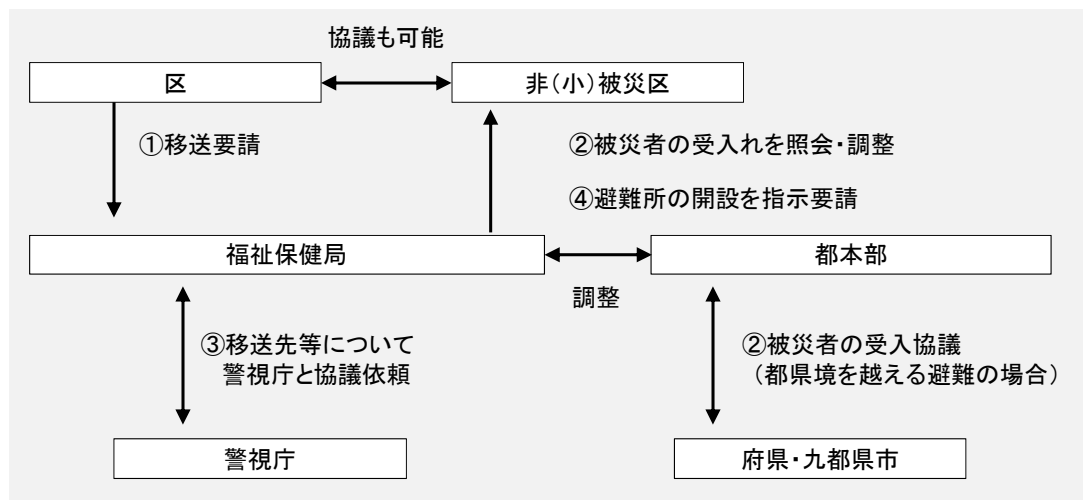 協議も可能
区
非(小)被災区
①移送要請
②被災者の受入れを照会・調整
④避難所の開設を指示要請
福祉保健局
都本部
調整
③移送先等について
警視庁と協議依頼
②被災者の受入協議
(都県境を越える避難の場合)
警視庁
府県・九都県市